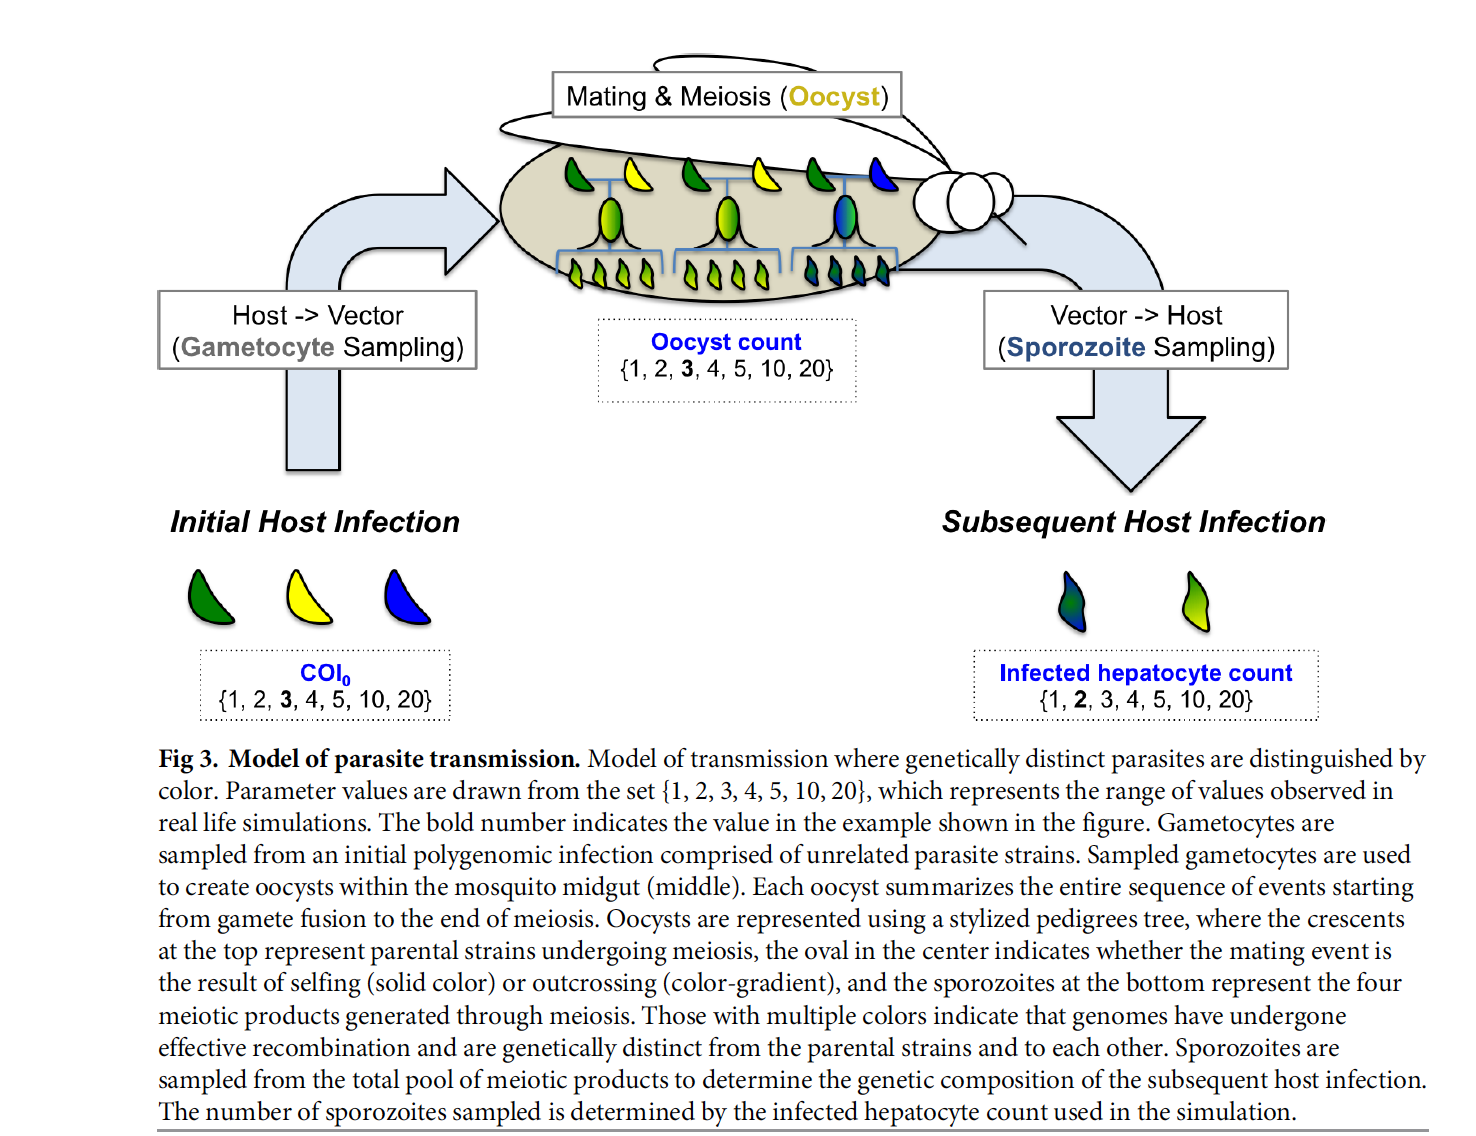 Mating & Meiosis (Oocyst)
Host -> Vector
(Gametocyte Sampling)
Vector -> Host
(Sporozoite Sampling)
Oocyst count
{1, 2, 3, 4, 5, 10, 20}
Initial Host Infection
Subsequent Host Infection
COI₀
{1, 2, 3, 4, 5, 10, 20}
Infected hepatocyte count
{1, 2, 3, 4, 5, 10, 20}
Fig 3. Model of parasite transmission. Model of transmission where genetically distinct parasites are distinguished by
color. Parameter values are drawn from the set {1, 2, 3, 4, 5, 10, 20}, which represents the range of values observed in
real life simulations. The bold number indicates the value in the example shown in the figure. Gametocytes are
sampled from an initial polygenomic infection comprised of unrelated parasite strains. Sampled gametocytes are used
to create oocysts within the mosquito midgut (middle). Each oocyst summarizes the entire sequence of events starting
from gamete fusion to the end of meiosis. Oocysts are represented using a stylized pedigrees tree, where the crescents
at the top represent parental strains undergoing meiosis, the oval in the center indicates whether the mating event is
the result of selfing (solid color) or outcrossing (color-gradient), and the sporozoites at the bottom represent the four
meiotic products generated through meiosis. Those with multiple colors indicate that genomes have undergone
effective recombination and are genetically distinct from the parental strains and to each other. Sporozoites are
sampled from the total pool of meiotic products to determine the genetic composition of the subsequent host infection.
The number of sporozoites sampled is determined by the infected hepatocyte count used in the simulation.